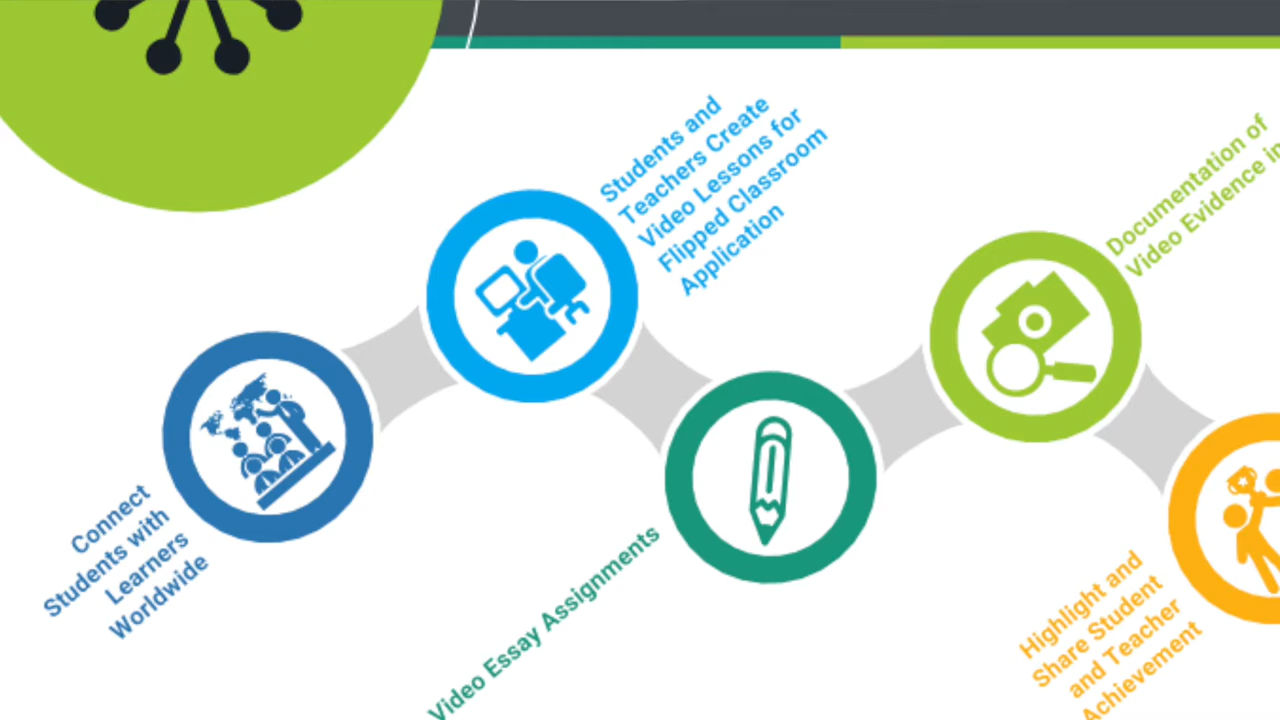 Connect
Students with
Learners
Worldwide
Students and
Teachers Create
Video Lessons for
Flipped Classroom
Application
Video Essay Assignments
Documentation of
Video Evidence in
Highlight and
Share Student
and Teacher
Achievement